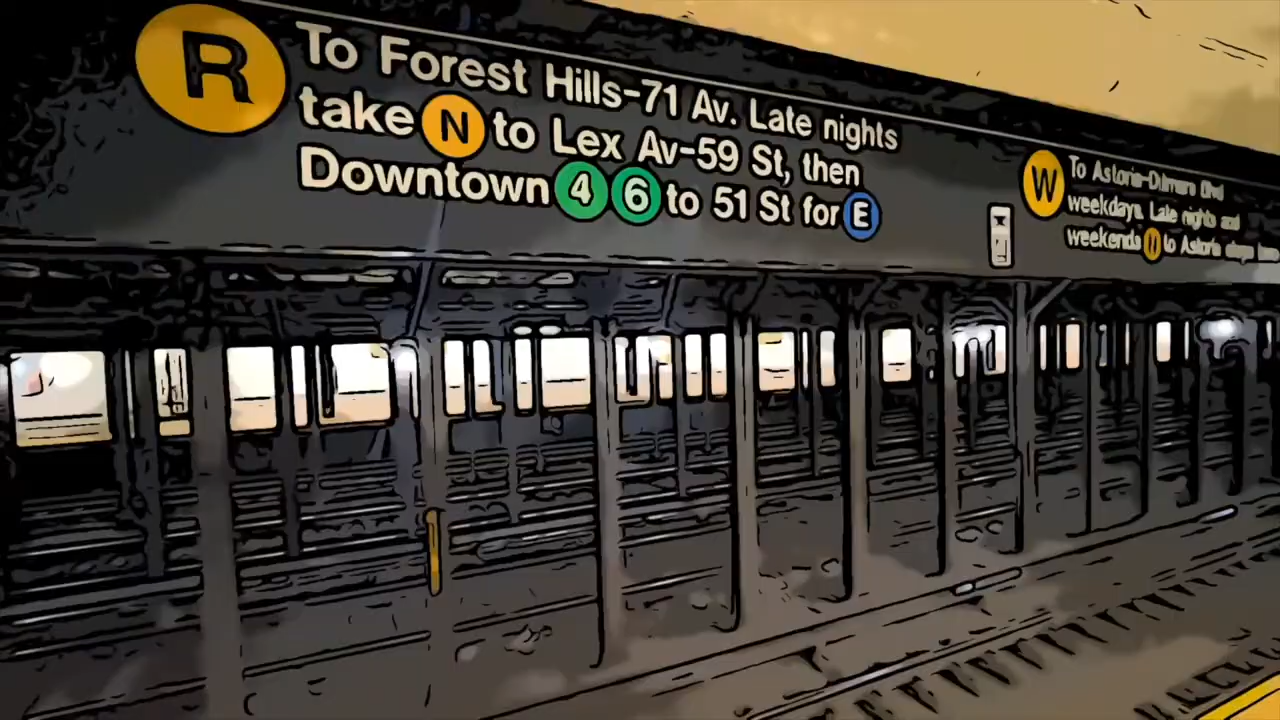 R To Forest Hills-71 Av. Late nights
take N to Lex Av-59 St, then
Downtown 4 6 to 51 St for E
W To Astoria-Ditmars Blvd
weekdays. Late nights and
weekends N to Astoria